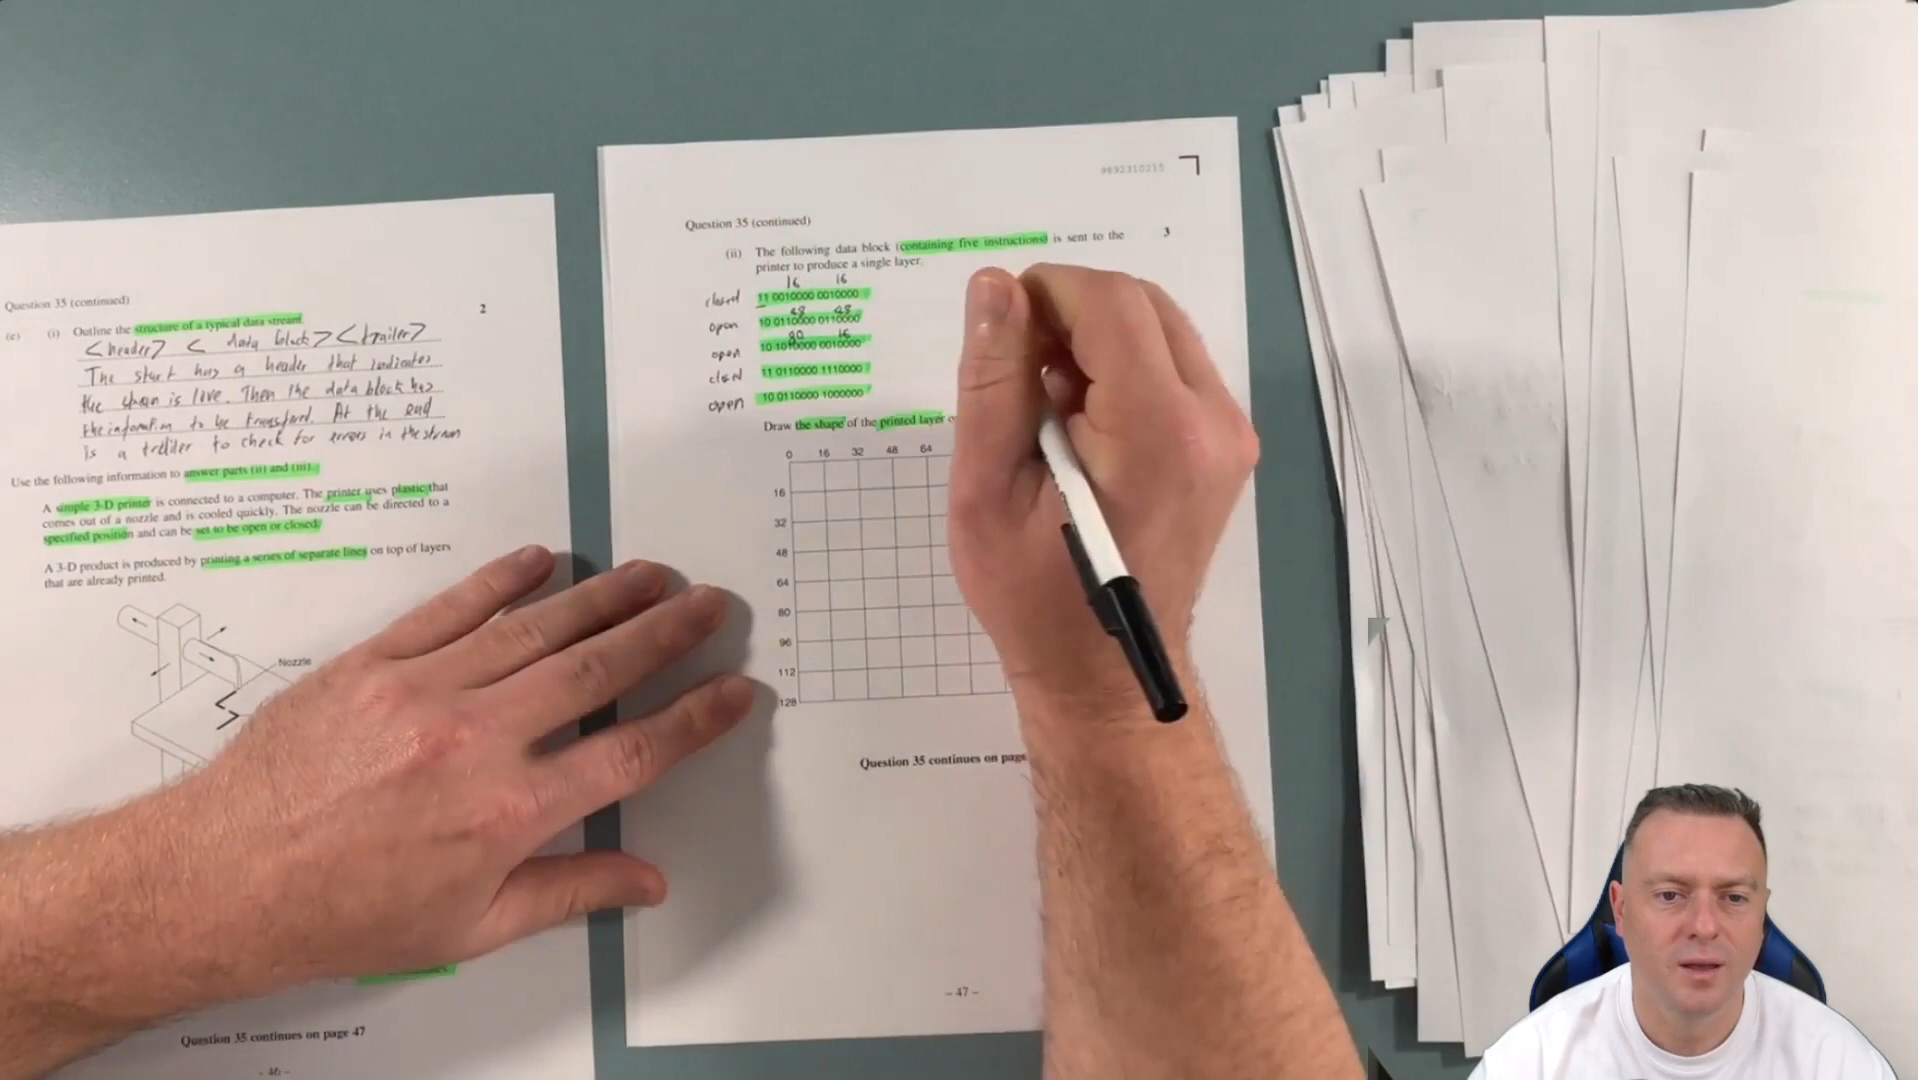 Question 35 (continued)
2
(e) (i) Outline the structure of a typical data stream.
<header> < data block> <trailer>
The start has a header that indicates
the is live. Then the data block has
the information to be transferred. At the end
is a to check for errors in the stream
Use the following information to answer parts (ii) and (iii).
A simple 3-D printer is connected to a computer. The printer uses plastic that
comes out of a nozzle and is cooled quickly. The nozzle can be directed to a
specified position and can be set to be open or closed.
A 3-D product is produced by printing a series of separate lines on top of layers
that are already printed.
Nozzle
Question 35 continues on page 47
– 46 –
9892310215
Question 35 (continued)
3
(ii) The following data block (containing five instructions) is sent to the
printer to produce a single layer.
16 16
closed 11 0010000 0010000
48 48
open 10 0110000 0110000
80 16
open 10 1010000 0010000
11 0110000 1110000
open 10 0110000 1000000
Draw the shape of the printed layer
0 16 32 48 64
16
32
48
64
80
96
112
128
Question 35 continues on page
– 47 –